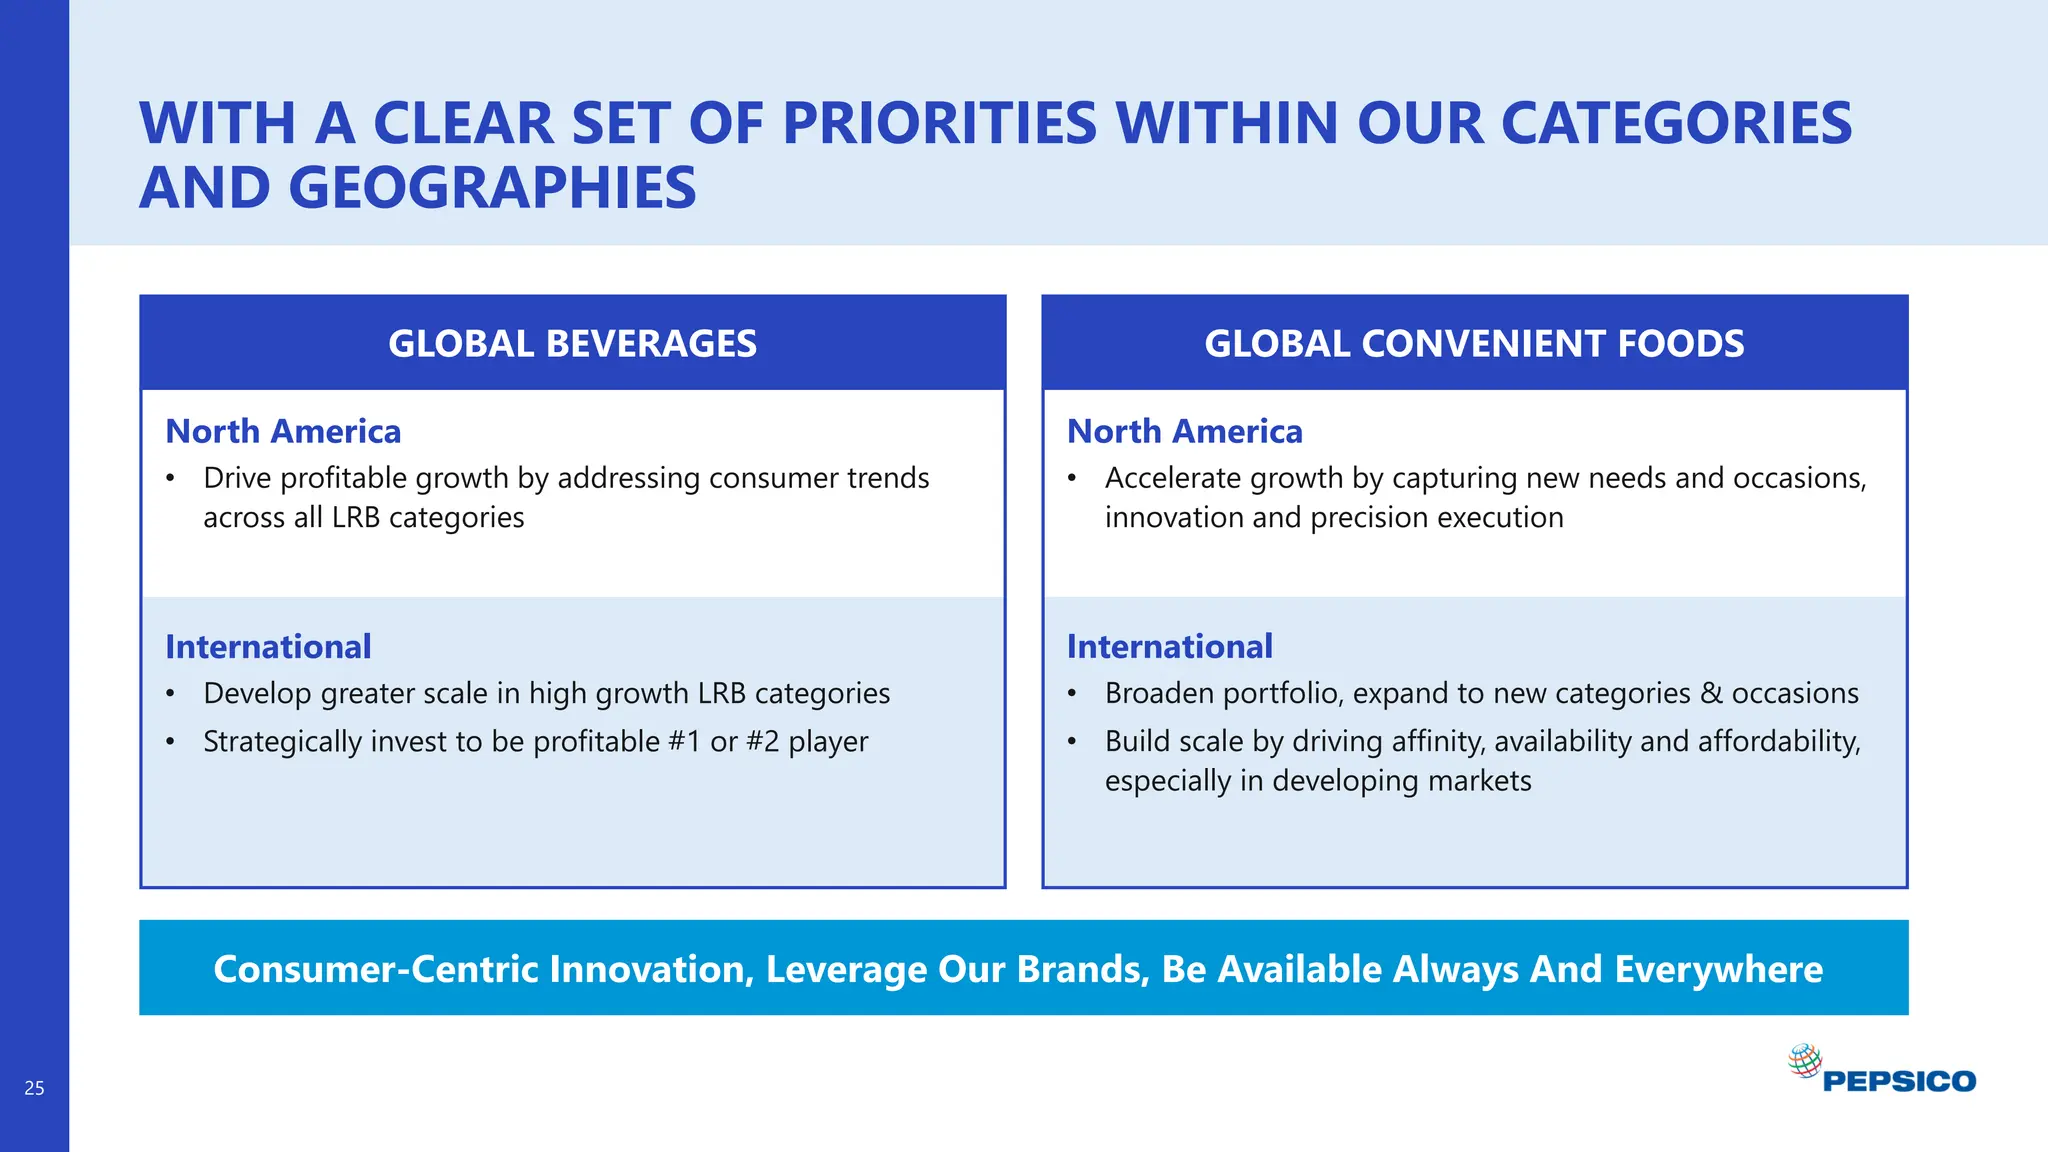 WITH A CLEAR SET OF PRIORITIES WITHIN OUR CATEGORIES
AND GEOGRAPHIES
GLOBAL BEVERAGES
North America
• Drive profitable growth by addressing consumer trends
across all LRB categories
International
• Develop greater scale in high growth LRB categories
• Strategically invest to be profitable #1 or #2 player
GLOBAL CONVENIENT FOODS
North America
• Accelerate growth by capturing new needs and occasions,
innovation and precision execution
International
• Broaden portfolio, expand to new categories & occasions
• Build scale by driving affinity, availability and affordability,
especially in developing markets
Consumer-Centric Innovation, Leverage Our Brands, Be Available Always And Everywhere
25
PEPSICO